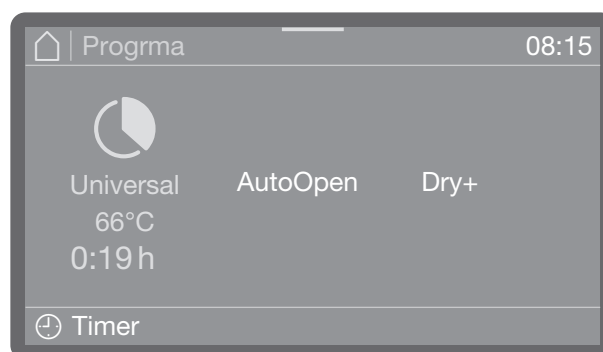 Progrma 08:15
Universal AutoOpen Dry+
66°C
0:19 h
Timer